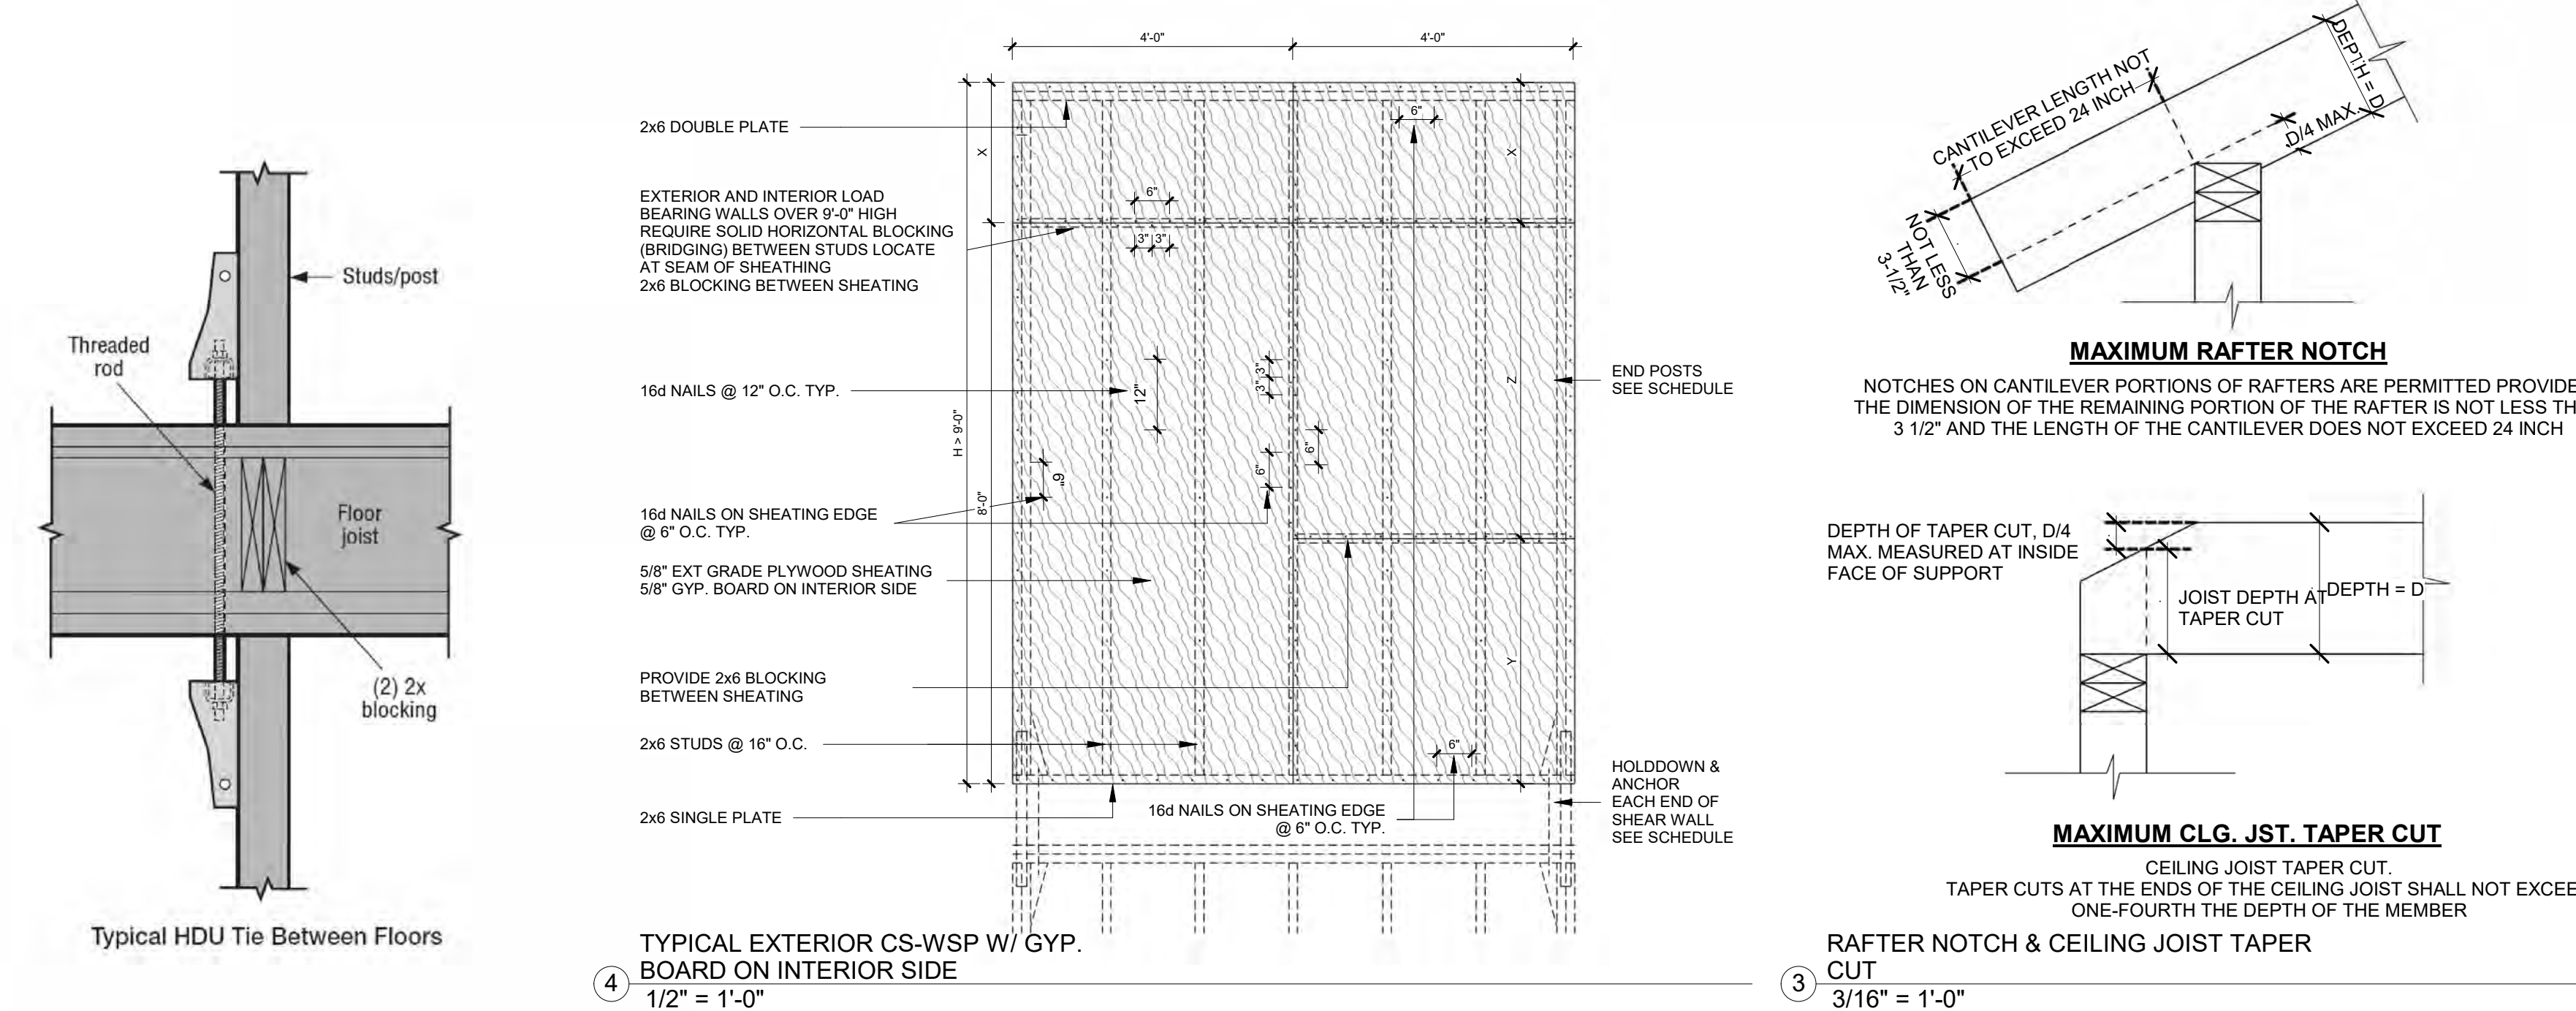 Studs/post
Threaded
rod
Floor
joist
(2) 2x
blocking
Typical HDU Tie Between Floors
4'-0"
4'-0"
2x6 DOUBLE PLATE
EXTERIOR AND INTERIOR LOAD
BEARING WALLS OVER 9'-0" HIGH
REQUIRE SOLID HORIZONTAL BLOCKING
(BRIDGING) BETWEEN STUDS LOCATE
AT SEAM OF SHEATHING
2x6 BLOCKING BETWEEN SHEATING
16d NAILS @ 12" O.C. TYP.
16d NAILS ON SHEATING EDGE
@ 6" O.C. TYP.
5/8" EXT GRADE PLYWOOD SHEATING
5/8" GYP. BOARD ON INTERIOR SIDE
PROVIDE 2x6 BLOCKING
BETWEEN SHEATING
2x6 STUDS @ 16" O.C.
2x6 SINGLE PLATE
H > 9'-0"
X
8'-0"
6"
3" 3"
12"
6"
3" 3"
6"
6"
6"
X
Z
Y
6"
16d NAILS ON SHEATING EDGE
@ 6" O.C. TYP.
END POSTS
SEE SCHEDULE
HOLDDOWN &
ANCHOR
EACH END OF
SHEAR WALL
SEE SCHEDULE
4
TYPICAL EXTERIOR CS-WSP W/ GYP.
BOARD ON INTERIOR SIDE
1/2" = 1'-0"
CANTILEVER LENGTH NOT
TO EXCEED 24 INCH
DEPTH = D
D/4 MAX.
NOT LESS
THAN
3-1/2"
MAXIMUM RAFTER NOTCH
NOTCHES ON CANTILEVER PORTIONS OF RAFTERS ARE PERMITTED PROVIDE
THE DIMENSION OF THE REMAINING PORTION OF THE RAFTER IS NOT LESS TH
3 1/2" AND THE LENGTH OF THE CANTILEVER DOES NOT EXCEED 24 INCH
DEPTH OF TAPER CUT, D/4
MAX. MEASURED AT INSIDE
FACE OF SUPPORT
JOIST DEPTH AT
TAPER CUT
DEPTH = D
MAXIMUM CLG. JST. TAPER CUT
CEILING JOIST TAPER CUT.
TAPER CUTS AT THE ENDS OF THE CEILING JOIST SHALL NOT EXCEE
ONE-FOURTH THE DEPTH OF THE MEMBER
3
RAFTER NOTCH & CEILING JOIST TAPER
CUT
3/16" = 1'-0"